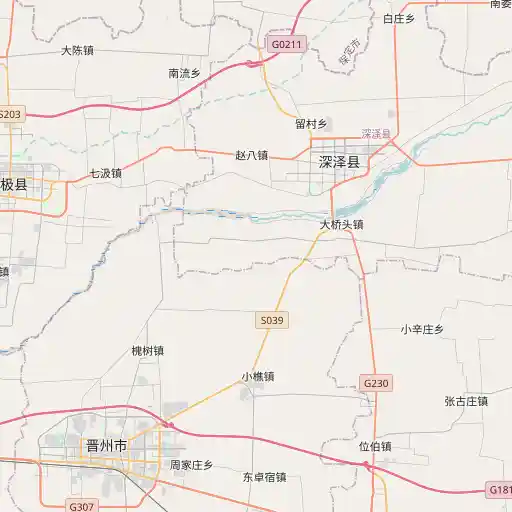 南娄
白庄乡
G0211
保定市
大陈镇
南流乡
S203
留村乡
深泽县
赵八镇
深泽县
七汲镇
极县
大桥头镇
镇
S039
小辛庄乡
槐树镇
小樵镇
G230
张古庄镇
晋州市
位伯镇
周家庄乡
东卓宿镇
G181
G307